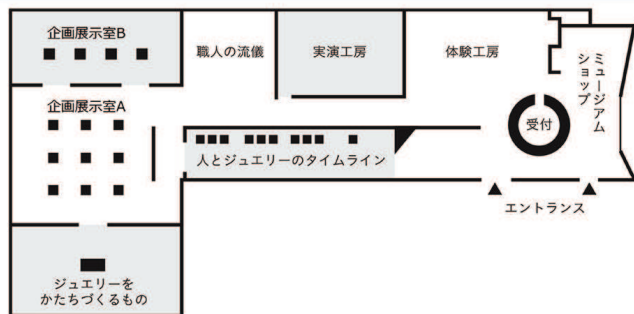 企画展示室B
職人の流儀
実演工房
体験工房
ミュージアム
ショップ
企画展示室A
受付
人とジュエリーのタイムライン
エントランス
ジュエリーを
かたちづくるもの